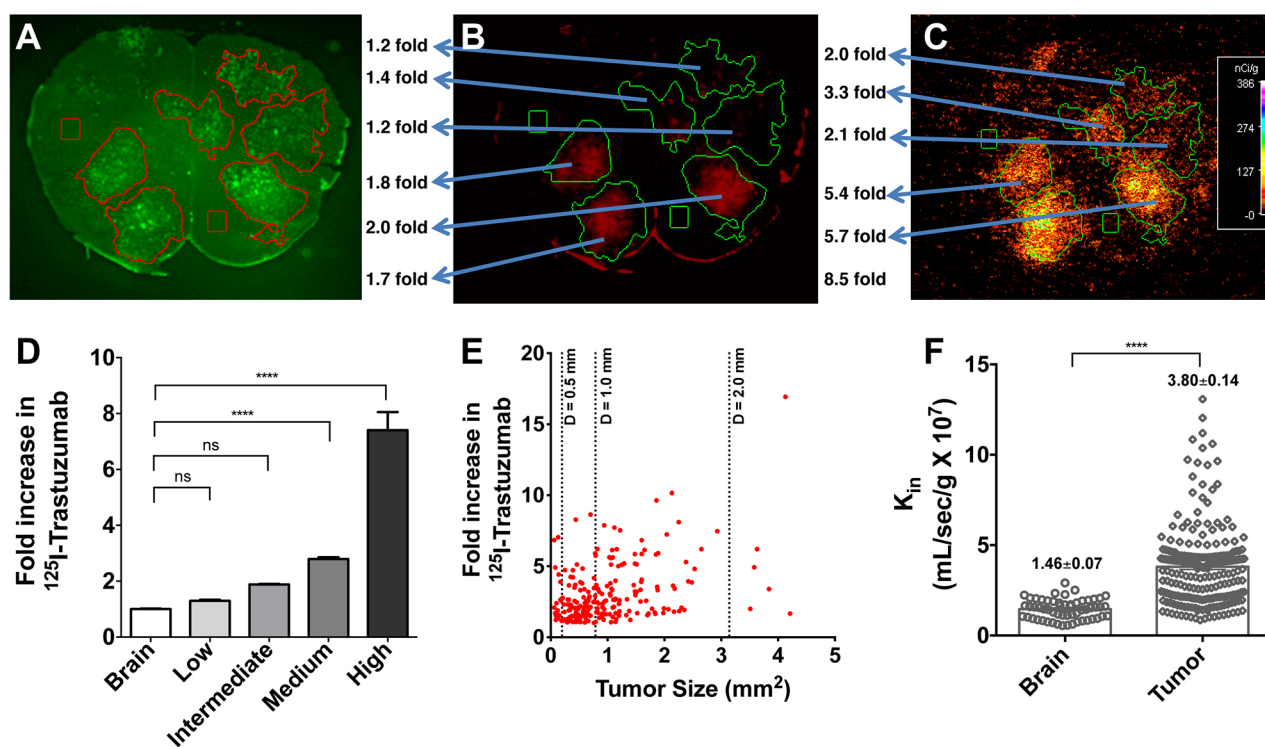 A
1.2 fold
1.4 fold
1.2 fold
1.8 fold
2.0 fold
1.7 fold
B
2.0 fold
3.3 fold
2.1 fold
5.4 fold
5.7 fold
8.5 fold
C
nCi/g
386
274
127
-0
D
Fold increase in
¹²⁵I-Trastuzumab
10
8
6
4
2
0
ns
ns
****
****
Brain
Low
Intermediate
Medium
High
E
Fold increase in
¹²⁵I-Trastuzumab
20
15
10
5
0
D = 0.5 mm
D = 1.0 mm
D = 2.0 mm
0
1
2
3
4
5
Tumor Size (mm²)
F
Kᵢₙ
(mL/sec/g X 10⁷)
15
10
5
0
****
1.46±0.07
3.80±0.14
Brain
Tumor